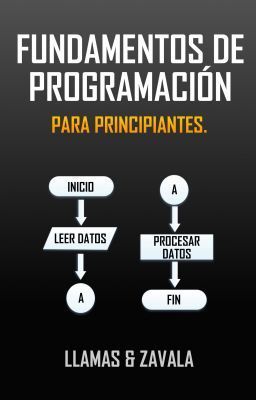 FUNDAMENTOS DE
PROGRAMACIÓN
PARA PRINCIPIANTES.
INICIO
LEER DATOS
A
A
PROCESAR
DATOS
FIN
LLAMAS & ZAVALA